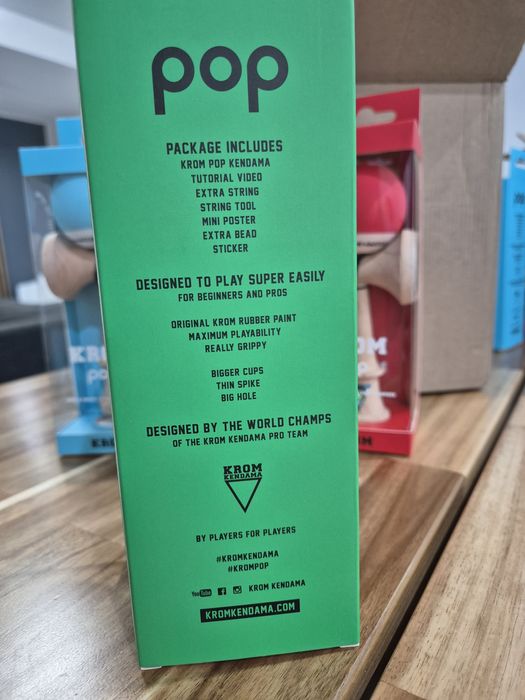 pop
PACKAGE INCLUDES
KROM POP KENDAMA
TUTORIAL VIDEO
EXTRA STRING
STRING TOOL
MINI POSTER
EXTRA BEAD
STICKER
DESIGNED TO PLAY SUPER EASILY
FOR BEGINNERS AND PROS
ORIGINAL KROM RUBBER PAINT
MAXIMUM PLAYABILITY
REALLY GRIPPY
BIGGER CUPS
THIN SPIKE
BIG HOLE
DESIGNED BY THE WORLD CHAMPS
OF THE KROM KENDAMA PRO TEAM
KROM
KENDAMA
BY PLAYERS FOR PLAYERS
#KROMKENDAMA
#KROMPOP
YouTube KROM KENDAMA
KROMKENDAMA.COM